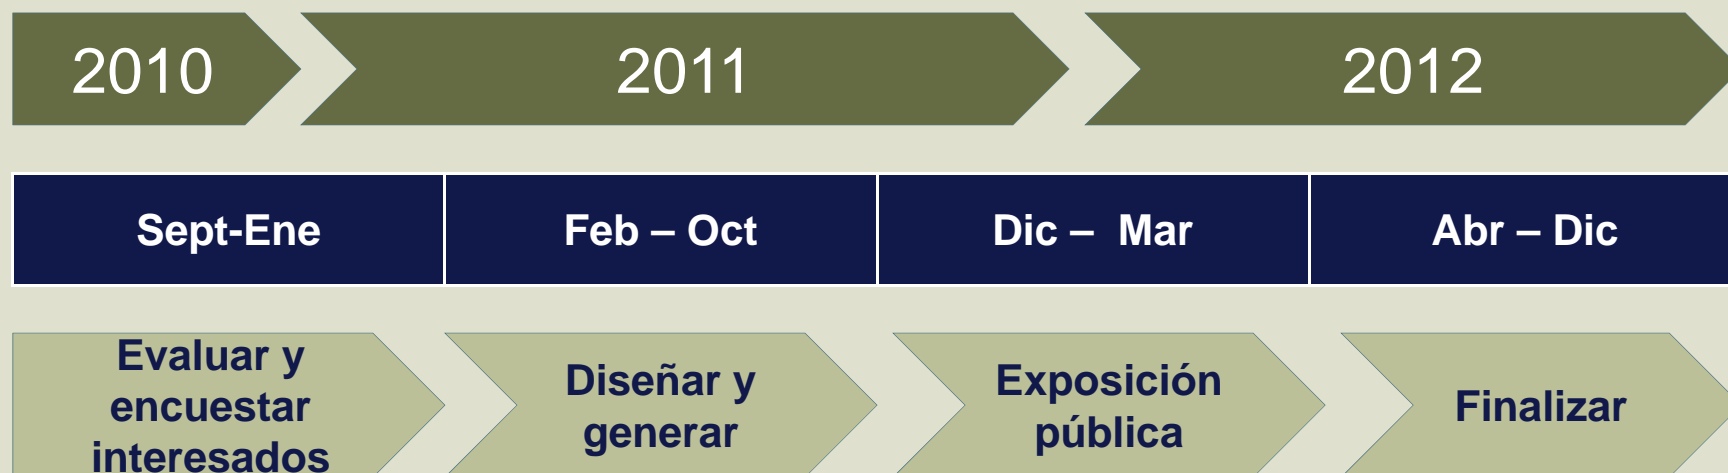 2010
2011
2012
Sept-Ene
Feb – Oct
Dic –  Mar
Abr – Dic
Evaluar y
encuestar
interesados
Diseñar y
generar
Exposición
pública
Finalizar